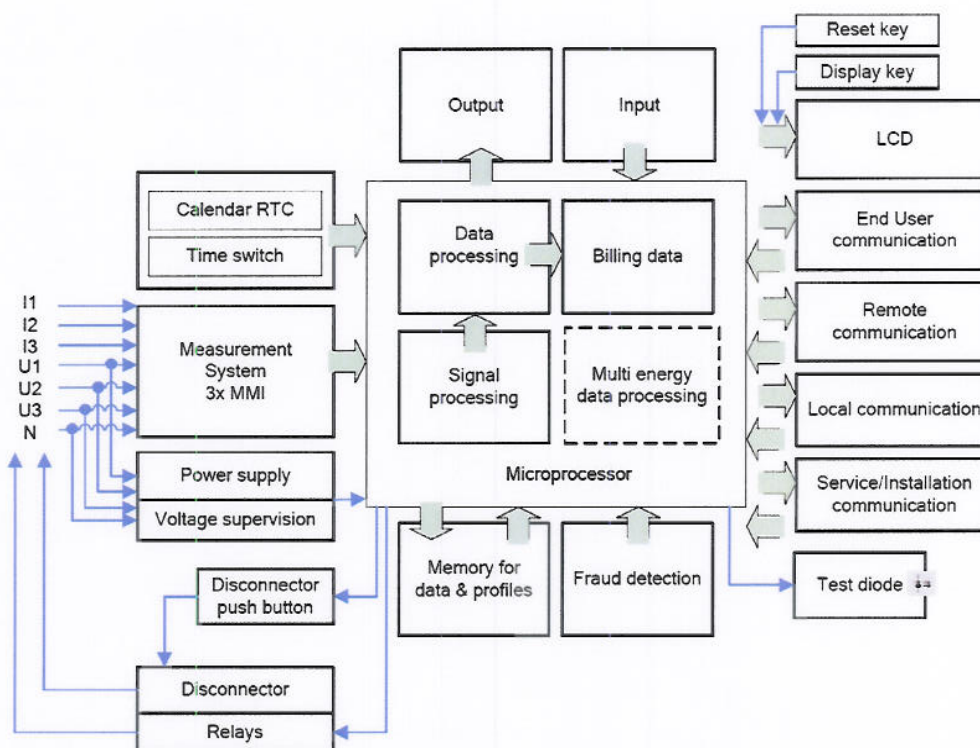 Reset key
Display key
Output
Input
LCD
Calendar RTC
Time switch
Data
processing
Billing data
End User
communication
I1
I2
I3
U1
U2
U3
N
Measurement
System
3x MMI
Signal
processing
Multi energy
data processing
Remote
communication
Local communication
Microprocessor
Power supply
Voltage supervision
Service/Installation
communication
Disconnector
push button
Memory for
data & profiles
Fraud detection
Test diode
Disconnector
Relays